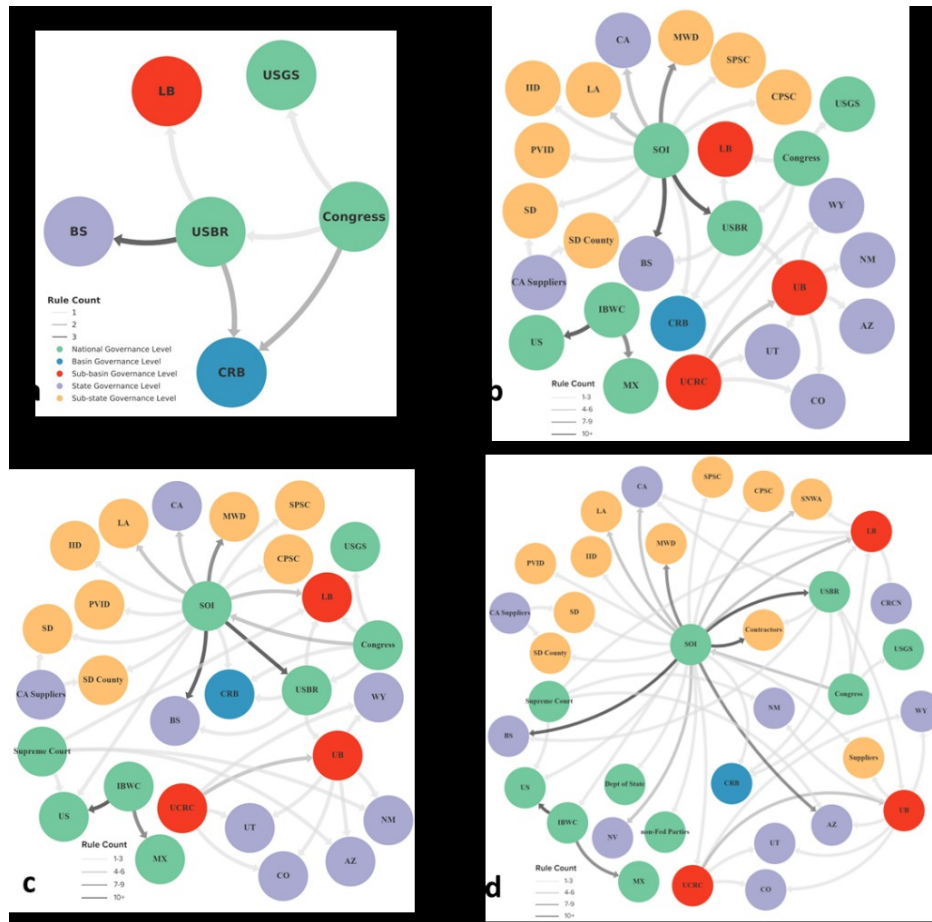 LB
USGS
BS
USBR
Congress
CRB
Rule Count
1
2
3
National Governance Level
Basin Governance Level
Sub-basin Governance Level
State Governance Level
Sub-state Governance Level
a
CA
MWD
SPSC
IID
LA
CPSC
USGS
PVID
SOI
LB
Congress
SD
WY
SD County
USBR
CA Suppliers
BS
NM
UB
IBWC
CRB
AZ
US
UT
MX
UCRC
CO
Rule Count
1-3
4-6
7-9
10+
b
CA
MWD
SPSC
LA
IID
CPSC
USGS
PVID
SOI
LB
SD
Congress
CA Suppliers
SD County
CRB
USBR
WY
BS
Supreme Court
UB
IBWC
UCRC
US
UT
NM
MX
CO
AZ
Rule Count
1-3
4-6
7-9
10+
c
CA
SPSC
CPSC
SNWA
LA
LB
IID
MWD
PVID
USBR
CA Suppliers
SD
CRCN
Contractors
SD County
SOI
USGS
Supreme Court
Congress
NM
WY
BS
Suppliers
US
Dept of State
CRB
UB
IBWC
NV
non-Fed Parties
AZ
UT
MX
UCRC
CO
Rule Count
1-3
4-6
7-9
10+
d